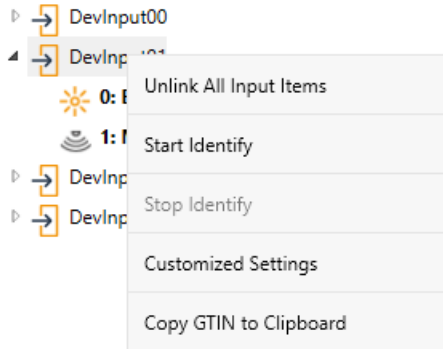 DevInput00
DevInput01
Unlink All Input Items
0:
1:
Start Identify
DevInp
Stop Identify
DevInp
Customized Settings
Copy GTIN to Clipboard